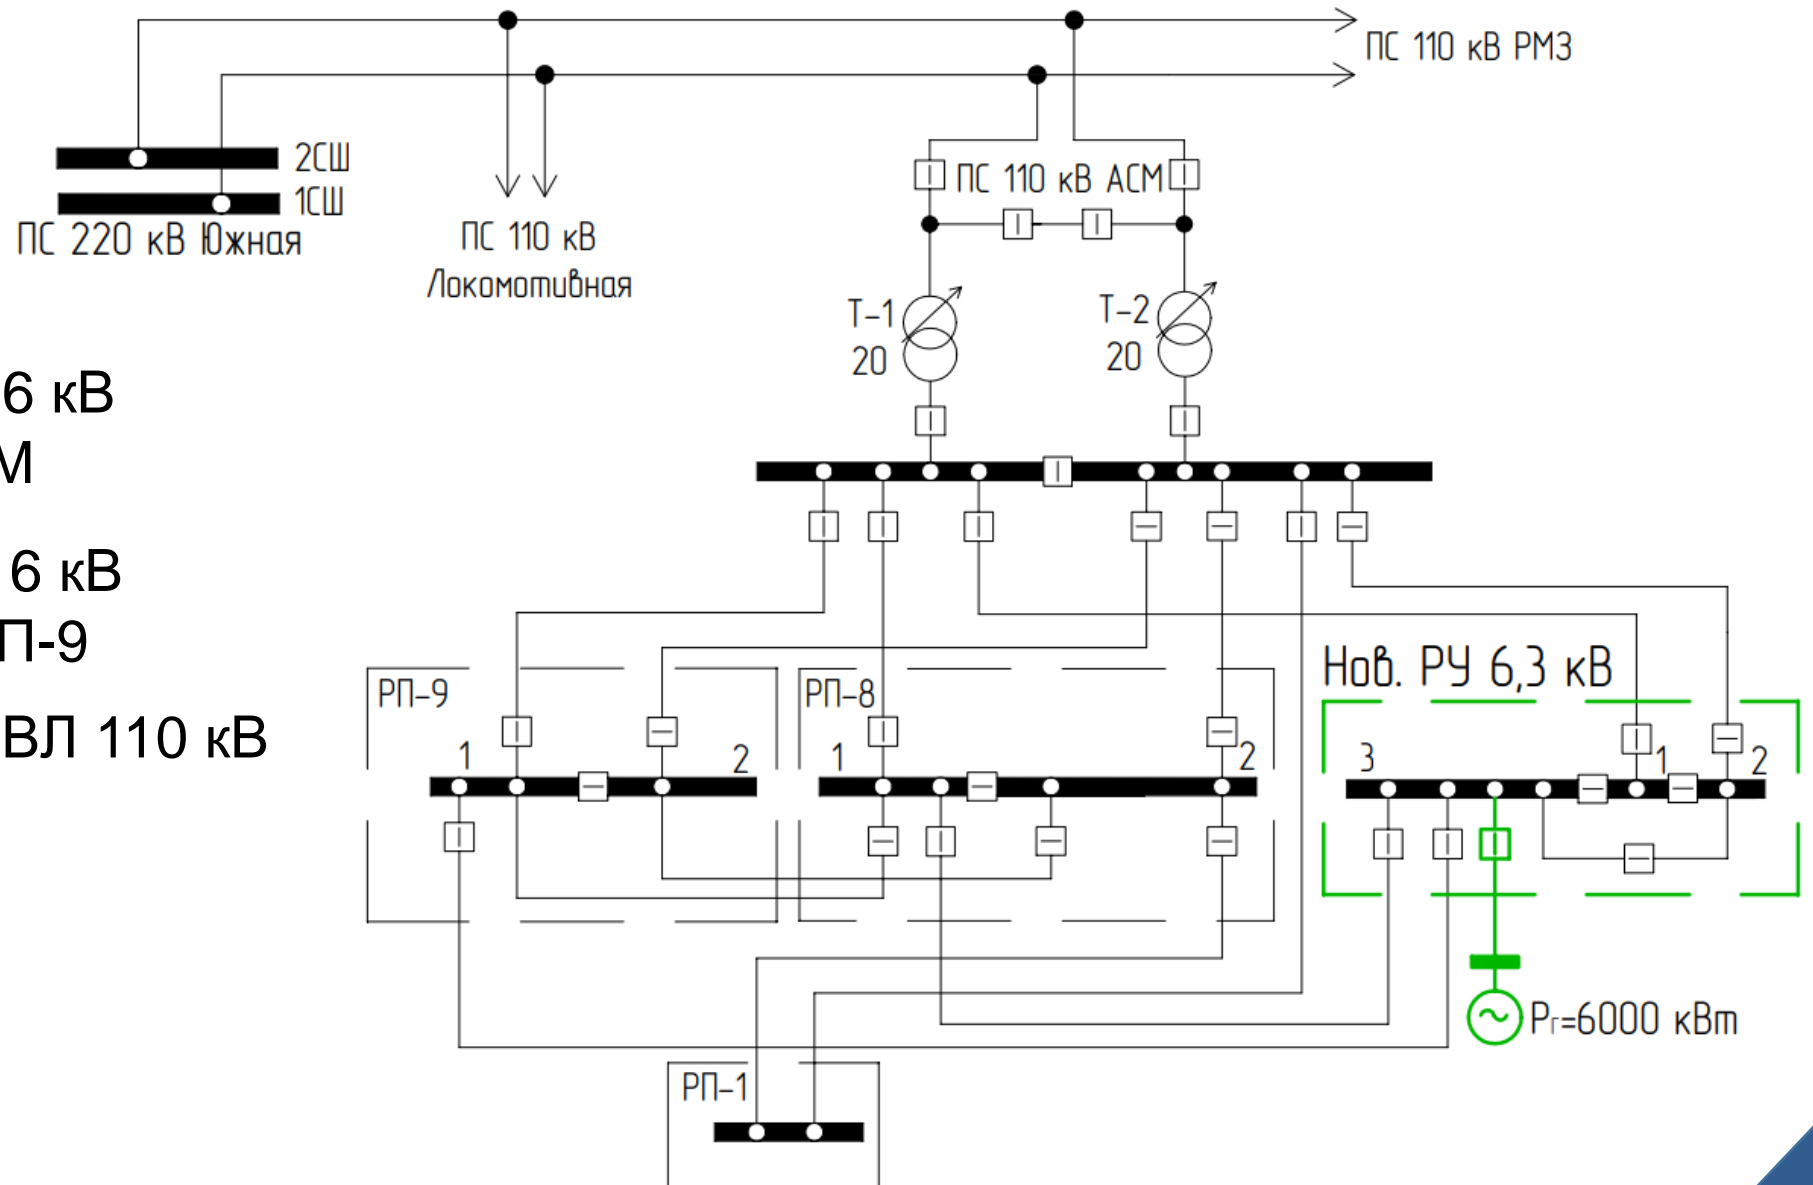 ПС 110 кВ РМЗ
2СШ
1СШ
ПС 220 кВ Южная
ПС 110 кВ
Локомотивная
ПС 110 кВ АСМ
Т-1
20
Т-2
20
6 кВ
М
6 кВ
П-9
ВЛ 110 кВ
РП-9
1
2
РП-8
1
2
Нов. РУ 6,3 кВ
3
1
2
Рг=6000 кВт
РП-1